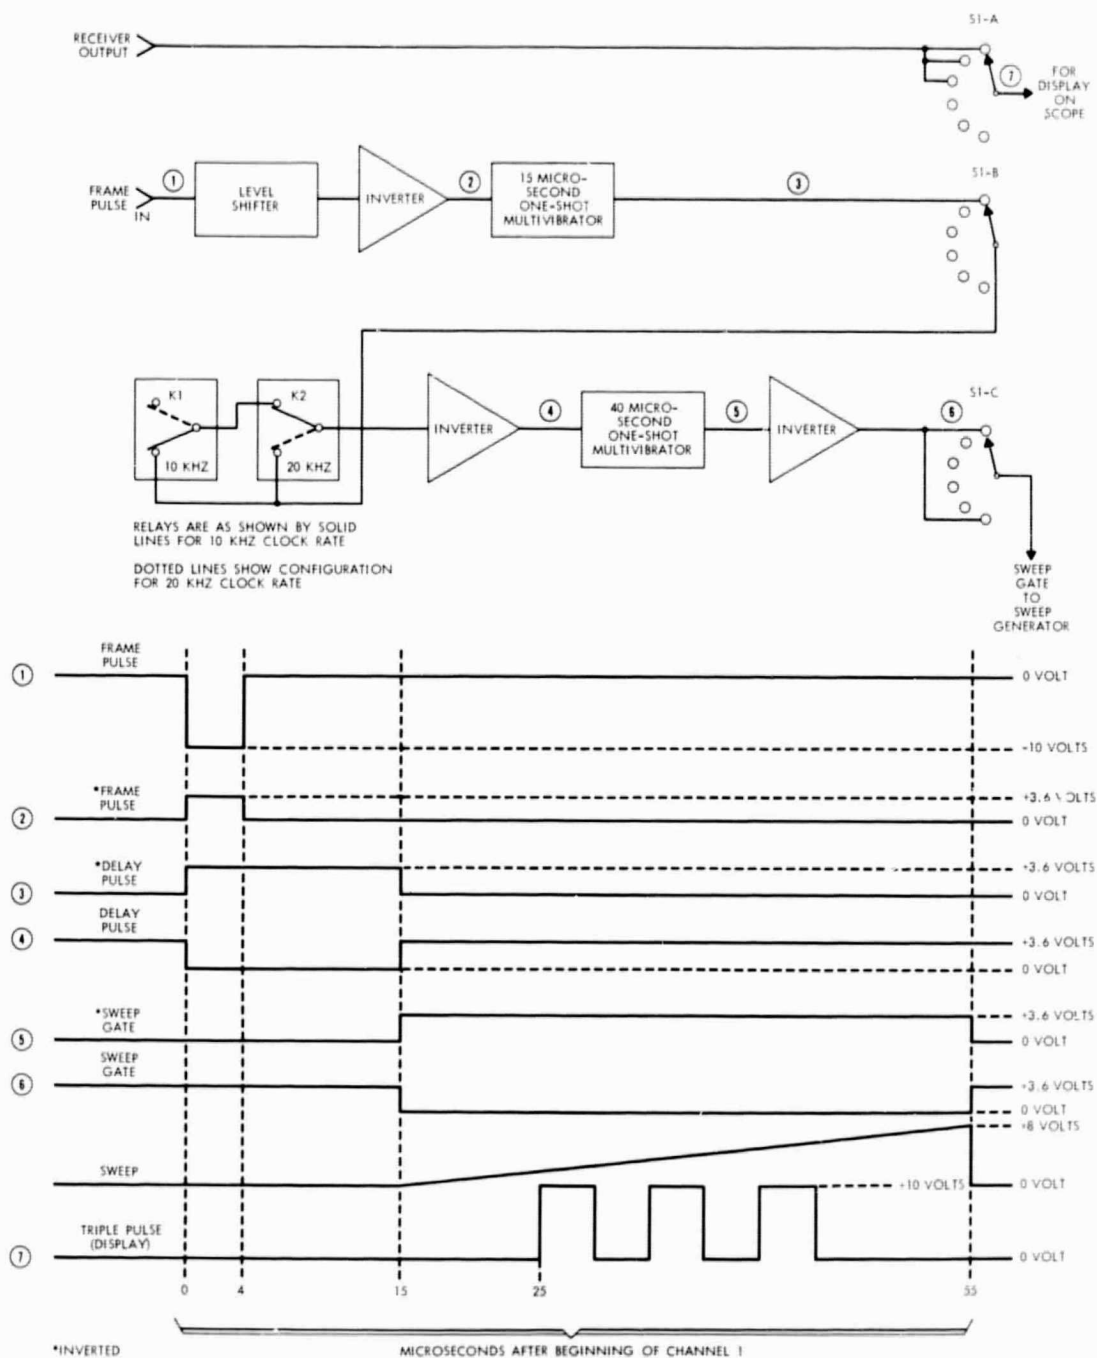 S1-A
RECEIVER
OUTPUT
7
FOR
DISPLAY
ON
SCOPE
S1-B
FRAME
PULSE
IN
1
LEVEL
SHIFTER
INVERTER
2
15 MICRO-
SECOND
ONE-SHOT
MULTIVIBRATOR
3
K1
10 KHZ
K2
20 KHZ
INVERTER
4
40 MICRO-
SECOND
ONE-SHOT
MULTIVIBRATOR
5
INVERTER
6
S1-C
RELAYS ARE AS SHOWN BY SOLID
LINES FOR 10 KHZ CLOCK RATE
DOTTED LINES SHOW CONFIGURATION
FOR 20 KHZ CLOCK RATE
SWEEP
GATE
TO
SWEEP
GENERATOR
1
FRAME
PULSE
0 VOLT
-10 VOLTS
2
*FRAME
PULSE
+3.6 VOLTS
0 VOLT
3
*DELAY
PULSE
+3.6 VOLTS
0 VOLT
4
DELAY
PULSE
+3.6 VOLTS
0 VOLT
5
*SWEEP
GATE
+3.6 VOLTS
0 VOLT
6
SWEEP
GATE
+3.6 VOLTS
0 VOLT
+8 VOLTS
SWEEP
0 VOLT
+10 VOLTS
7
TRIPLE PULSE
(DISPLAY)
0 VOLT
0 4 15 25 55
*INVERTED
MICROSECONDS AFTER BEGINNING OF CHANNEL 1